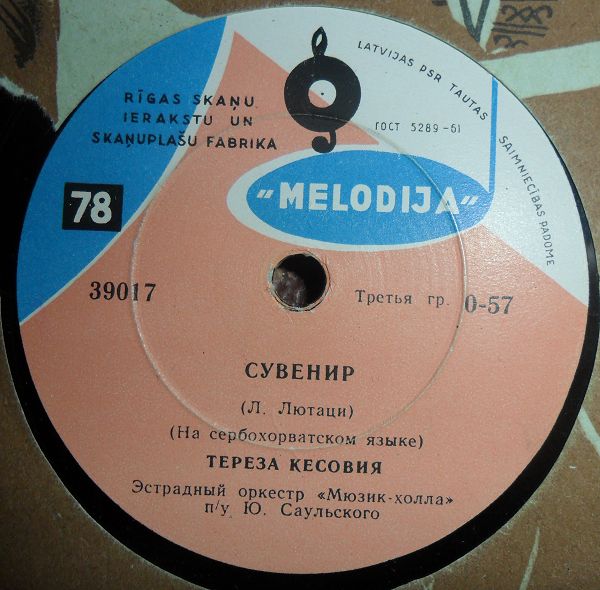 RĪGAS SKAŅU
IERAKSTU UN
SKAŅUPLAŠU FABRIKA
LATVIJAS PSR TAUTAS
SAIMNIECĪBAS PADOME
ГОСТ 5289-61
"MELODIJA"
78
39017
Третья гр. 0-57
СУВЕНИР
(Л. Лютаци)
(На сербохорватском языке)
ТЕРЕЗА КЕСОВИЯ
Эстрадный оркестр «Мюзик-холла»
п/у Ю. Саульского